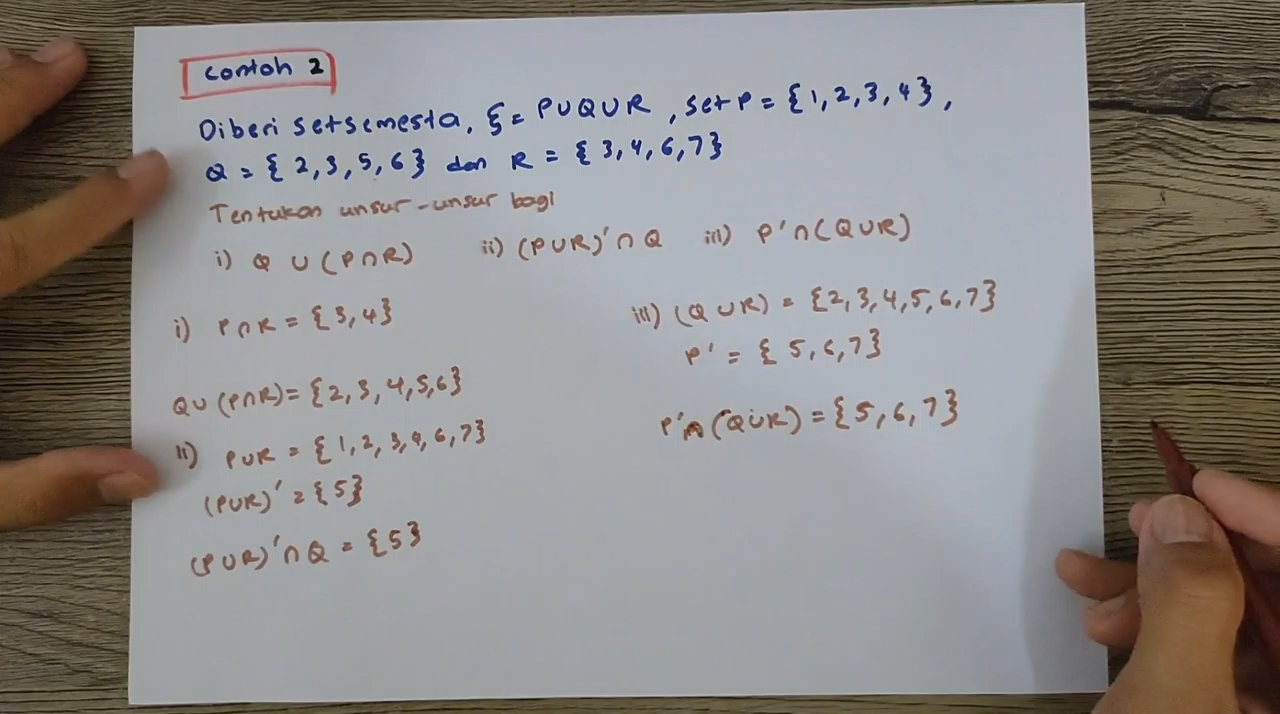 Contoh 2
Diberi set semesta, ξ = P∪Q∪R, set P = {1,2,3,4},
Q = {2,3,5,6} dan R = {3,4,6,7}
Tentukan unsur-unsur bagi
i) Q ∪ (P∩R) ii) (P∪R)'∩Q iii) P'∩(Q∪R)
i) P∩R = {3,4}
Q∪(P∩R) = {2,3,4,5,6}
ii) P∪R = {1,2,3,4,6,7}
(P∪R)' = {5}
(P∪R)'∩Q = {5}
iii) (Q∪R) = {2,3,4,5,6,7}
P' = {5,6,7}
P'∩(Q∪R) = {5,6,7}